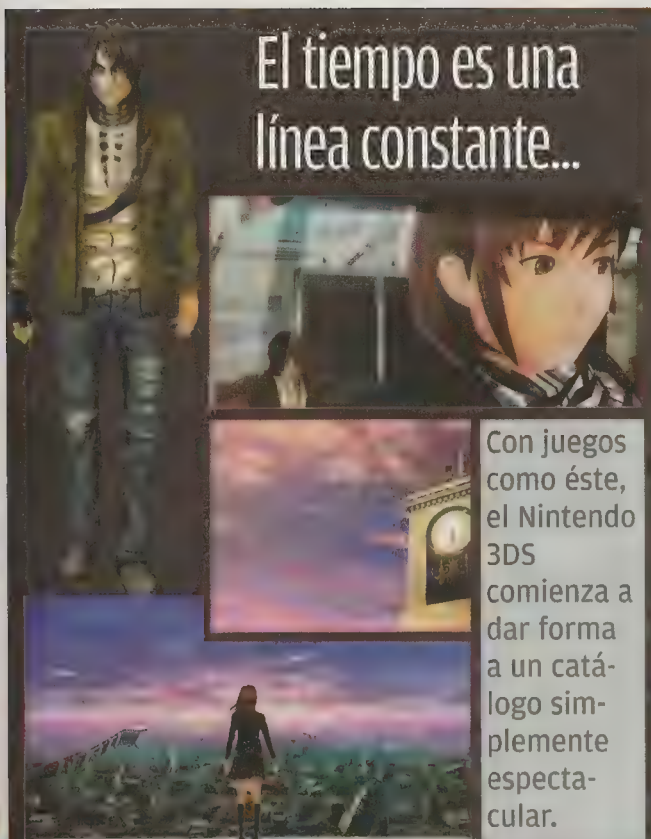 El tiempo es una
línea constante...
Con juegos
como éste,
el Nintendo
3DS
comienza a
dar forma
a un catá-
logo sim-
plemente
especta-
cular.